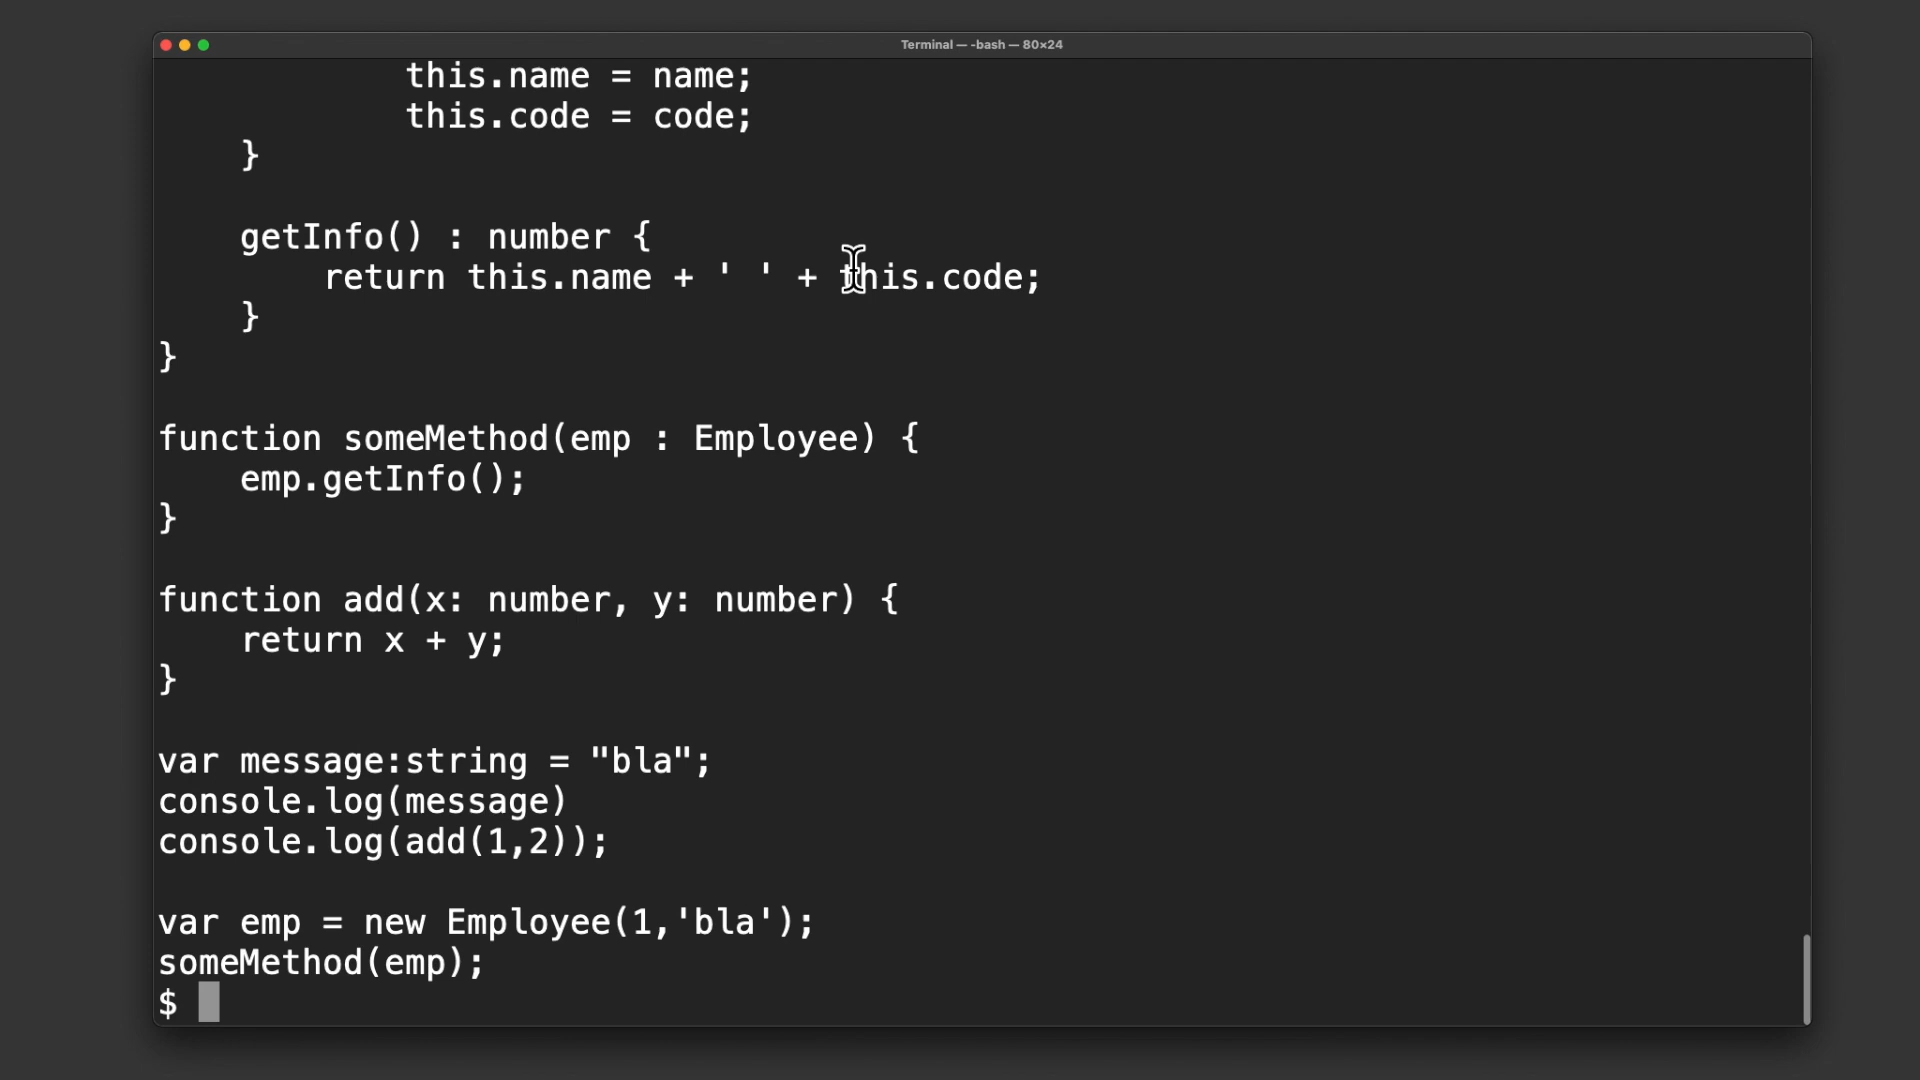 Terminal — -bash — 80×24
this.name = name;
this.code = code;
}
getInfo() : number {
return this.name + ' ' + this.code;
}
}
function someMethod(emp : Employee) {
emp.getInfo();
}
function add(x: number, y: number) {
return x + y;
}
var message:string = "bla";
console.log(message)
console.log(add(1,2));
var emp = new Employee(1,'bla');
someMethod(emp);
$